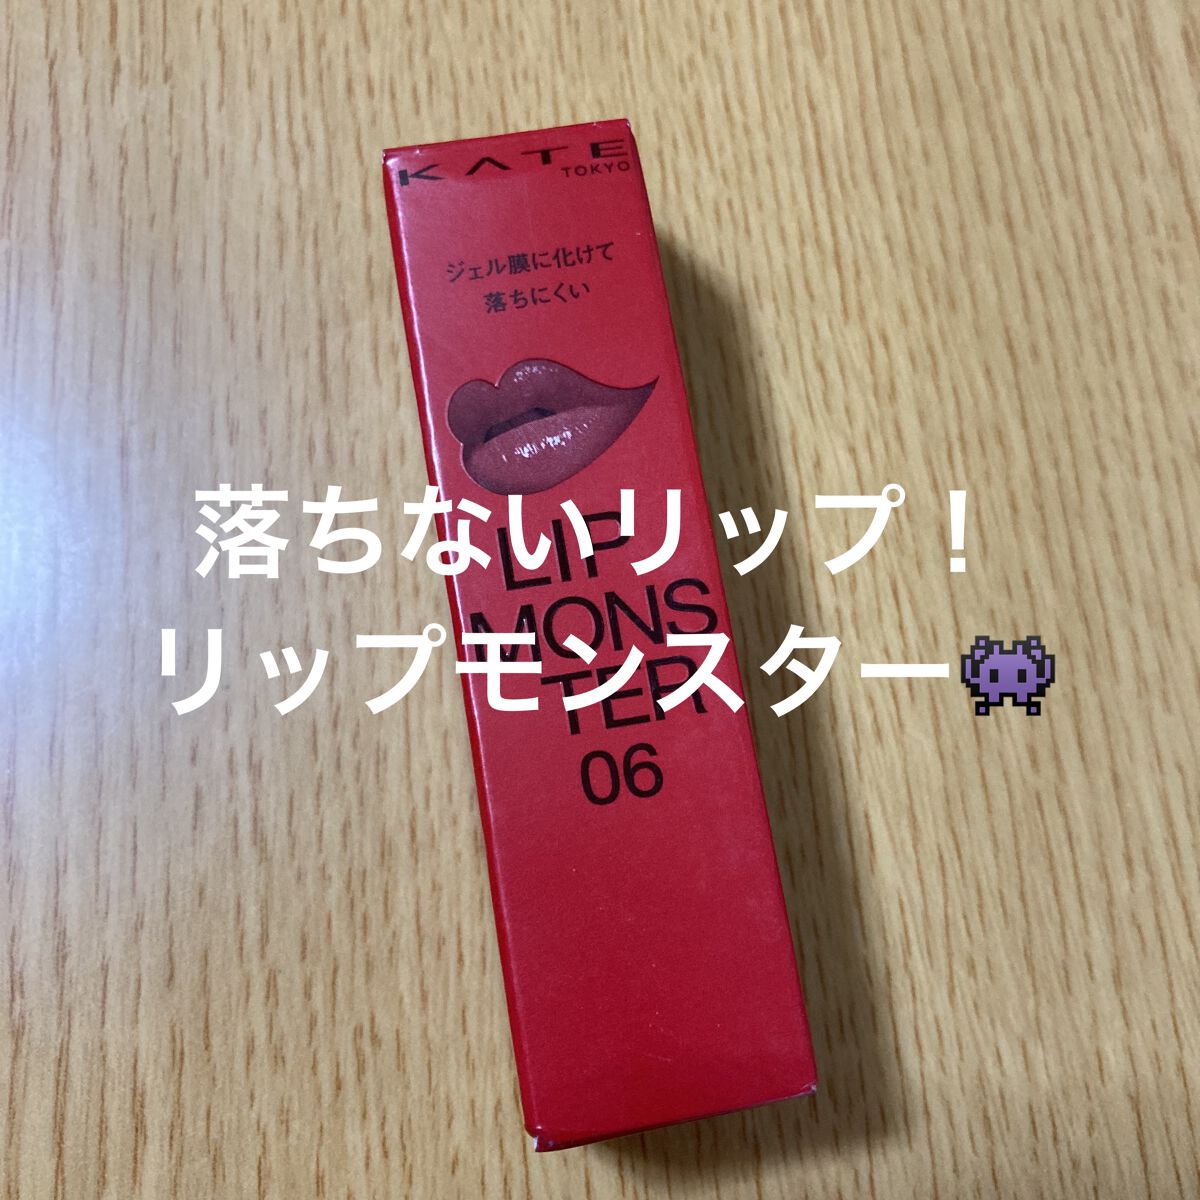 KATE
TOKYO
ジェル膜に化けて
落ちにくい
落ちないリップ！
LIP
リップモンスター👾
MONS
TER
06